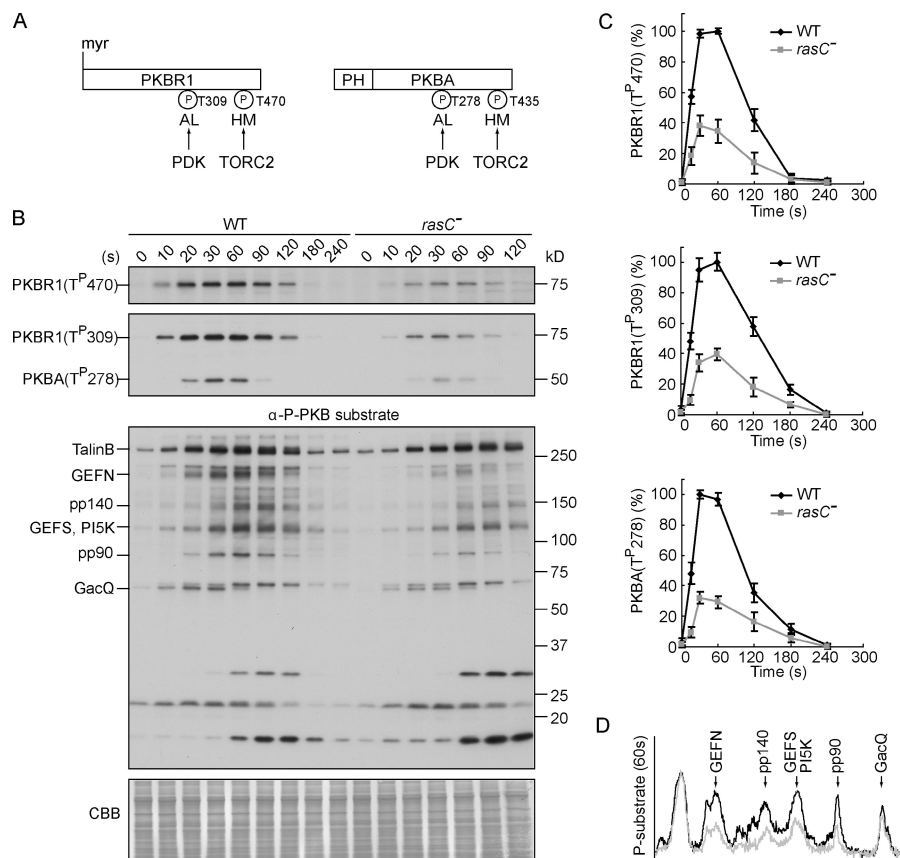 A
myr
PKBR1
P T309
P T470
AL
HM
PDK
TORC2
PH
PKBA
P T278
P T435
AL
HM
PDK
TORC2
B
WT
rasC⁻
(s) 0 10 20 30 60 90 120 180 240 0 10 20 30 60 90 120 kD
PKBR1(Tᴾ470)
75
PKBR1(Tᴾ309)
75
PKBA(Tᴾ278)
50
α-P-PKB substrate
TalinB
250
GEFN
pp140
150
GEFS, PI5K
100
pp90
75
GacQ
50
37
25
20
CBB
C
PKBR1(Tᴾ470) (%)
100
80
60
40
20
0
0 60 120 180 240 300
Time (s)
WT
rasC⁻
PKBR1(Tᴾ309) (%)
100
80
60
40
20
0
0 60 120 180 240 300
Time (s)
WT
rasC⁻
PKBA(Tᴾ278) (%)
100
80
60
40
20
0
0 60 120 180 240 300
Time (s)
WT
rasC⁻
D
P-substrate (60s)
GEFN
pp140
GEFS
PI5K
pp90
GacQ